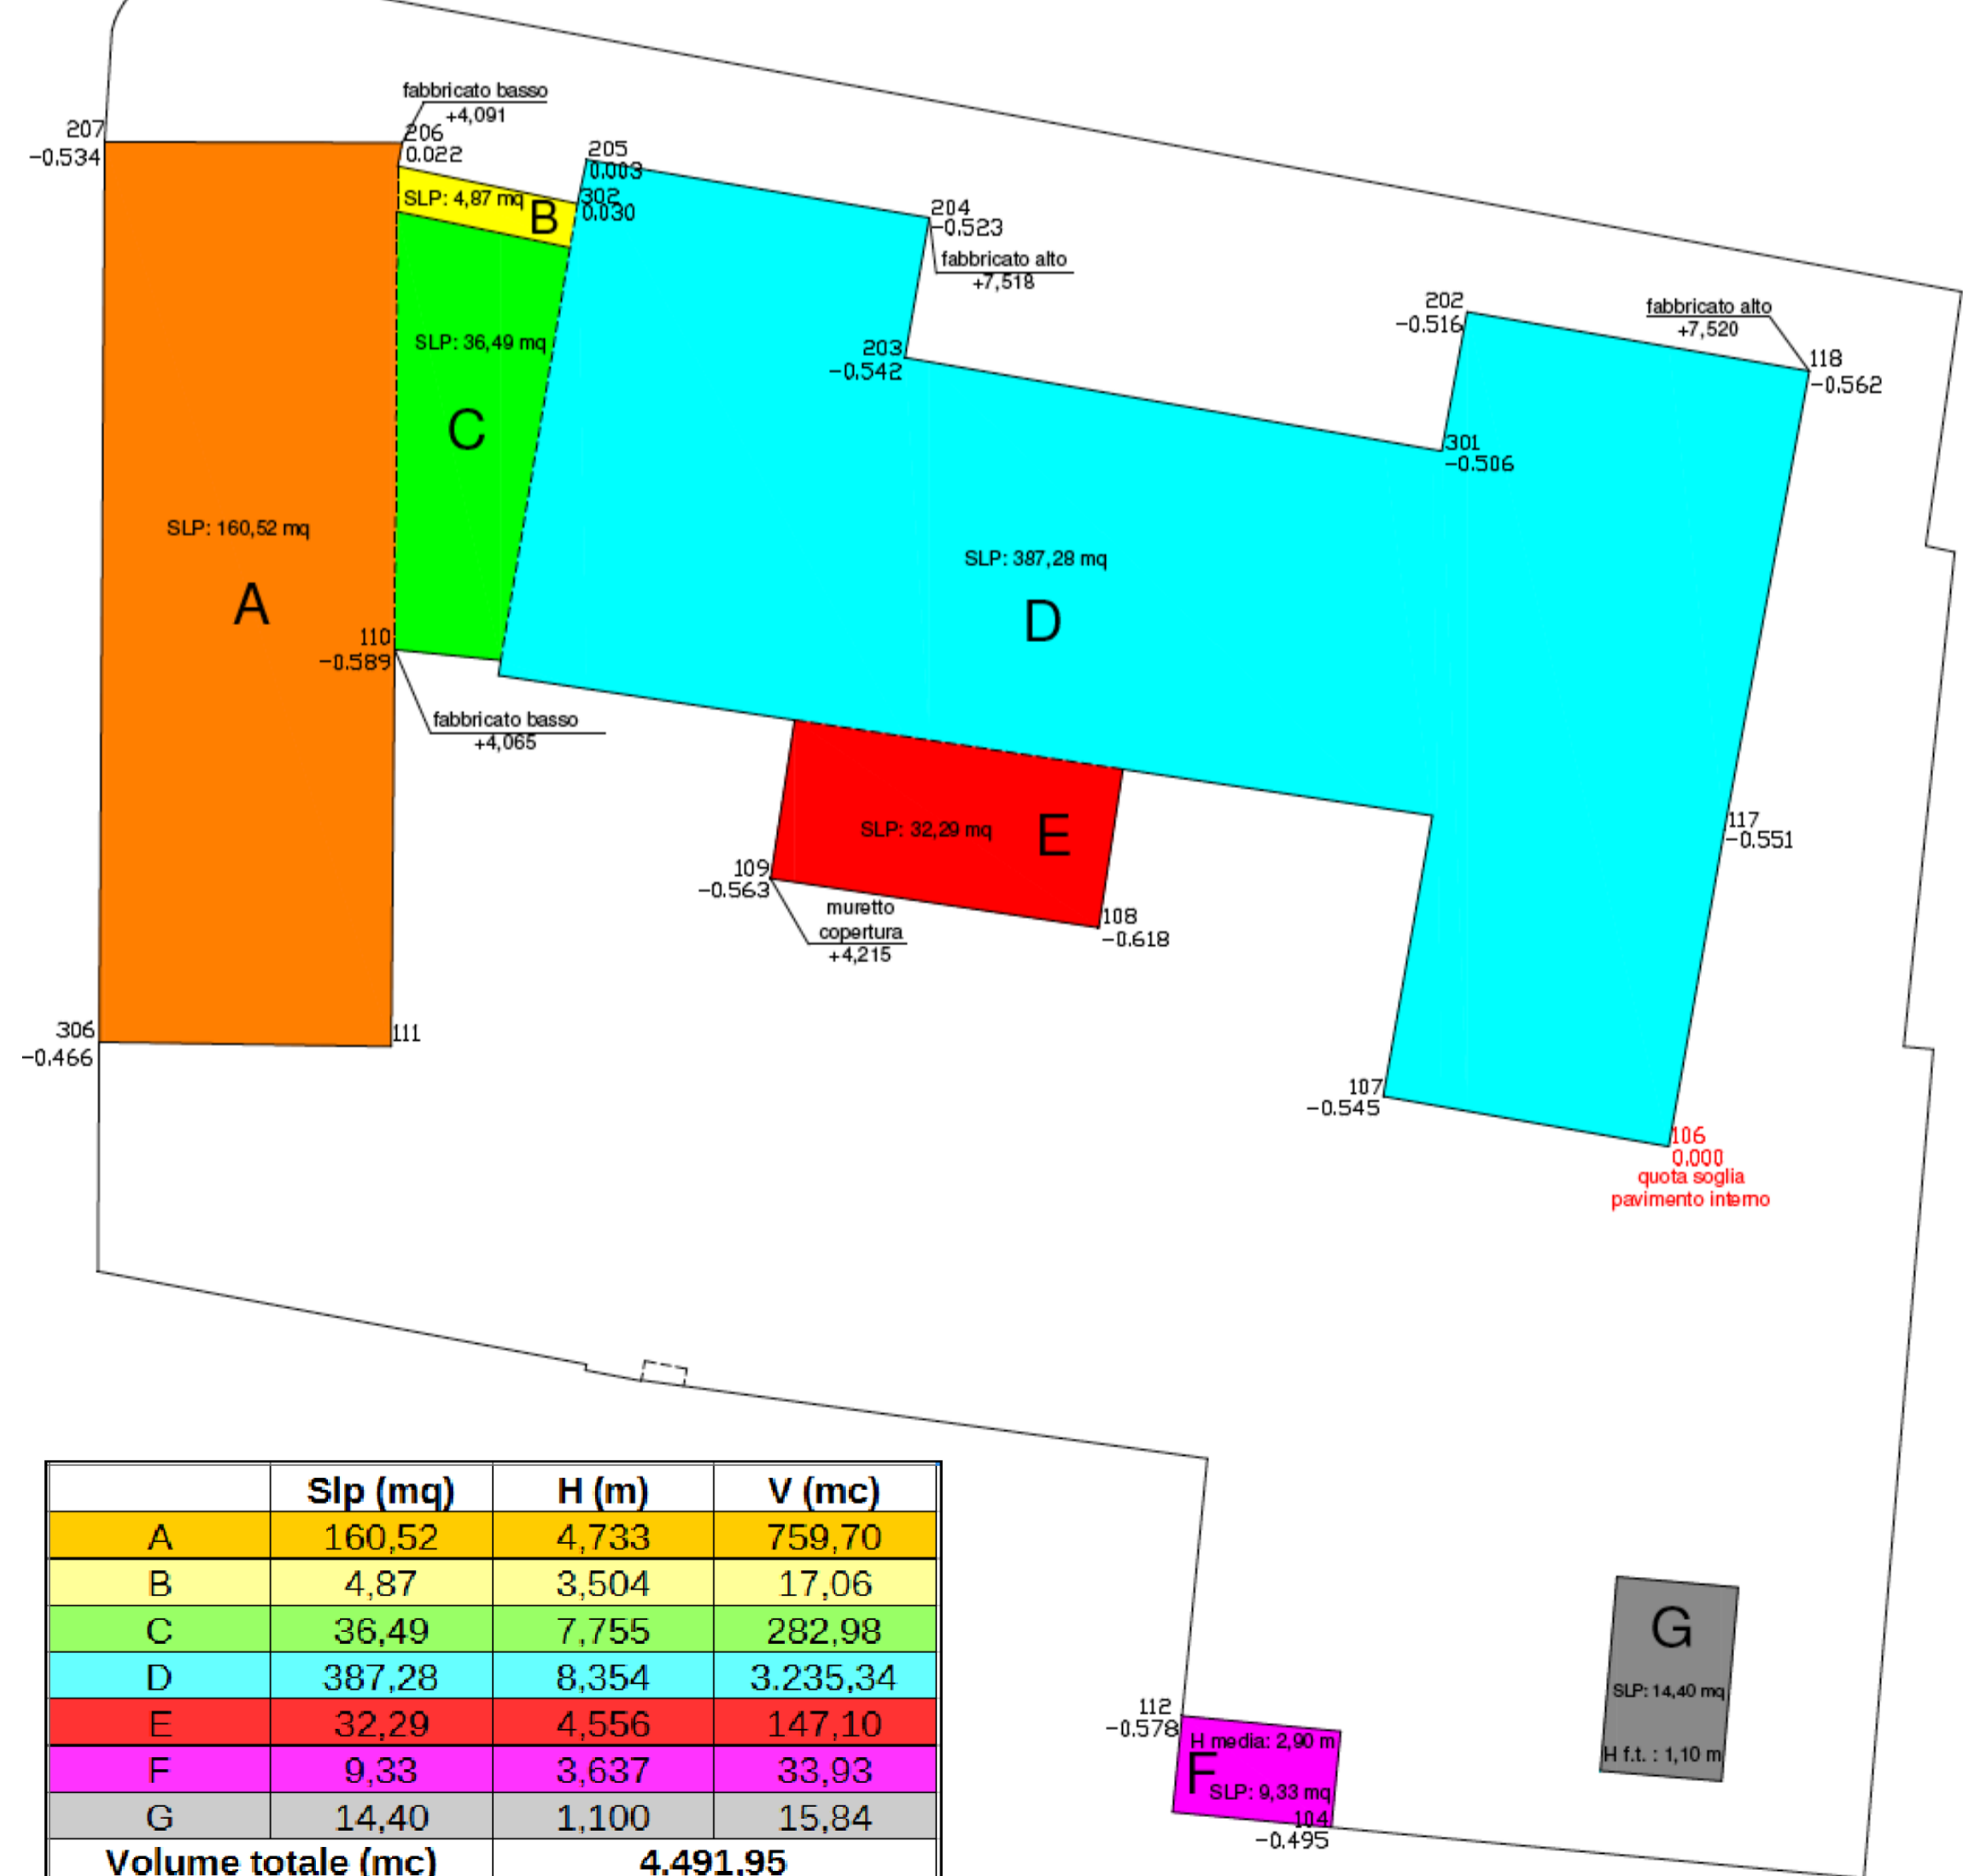 fabbricato basso
+4,091
207
-0.534
206
0.022
205
0.003
SLP: 4,87 mq
B
302
0.030
204
-0.523
fabbricato alto
+7,518
202
-0.516
fabbricato alto
+7,520
SLP: 36,49 mq
203
-0.542
118
-0.562
C
301
-0.506
SLP: 160,52 mq
A
SLP: 387,28 mq
D
110
-0.589
fabbricato basso
+4,065
SLP: 32,29 mq
E
117
-0.551
109
-0.563
muretto
copertura
+4,215
108
-0.618
306
-0.466
111
107
-0.545
106
0.000
quota soglia
pavimento interno
Slp (mq) H (m) V (mc)
A 160,52 4,733 759,70
B 4,87 3,504 17,06
C 36,49 7,755 282,98
D 387,28 8,354 3.235,34
E 32,29 4,556 147,10
F 9,33 3,637 33,93
G 14,40 1,100 15,84
Volume totale (mc) 4.491,95
G
SLP: 14,40 mq
H f.t. : 1,10 m
112
-0.578
H media: 2,90 m
F
SLP: 9,33 mq
104
-0.495